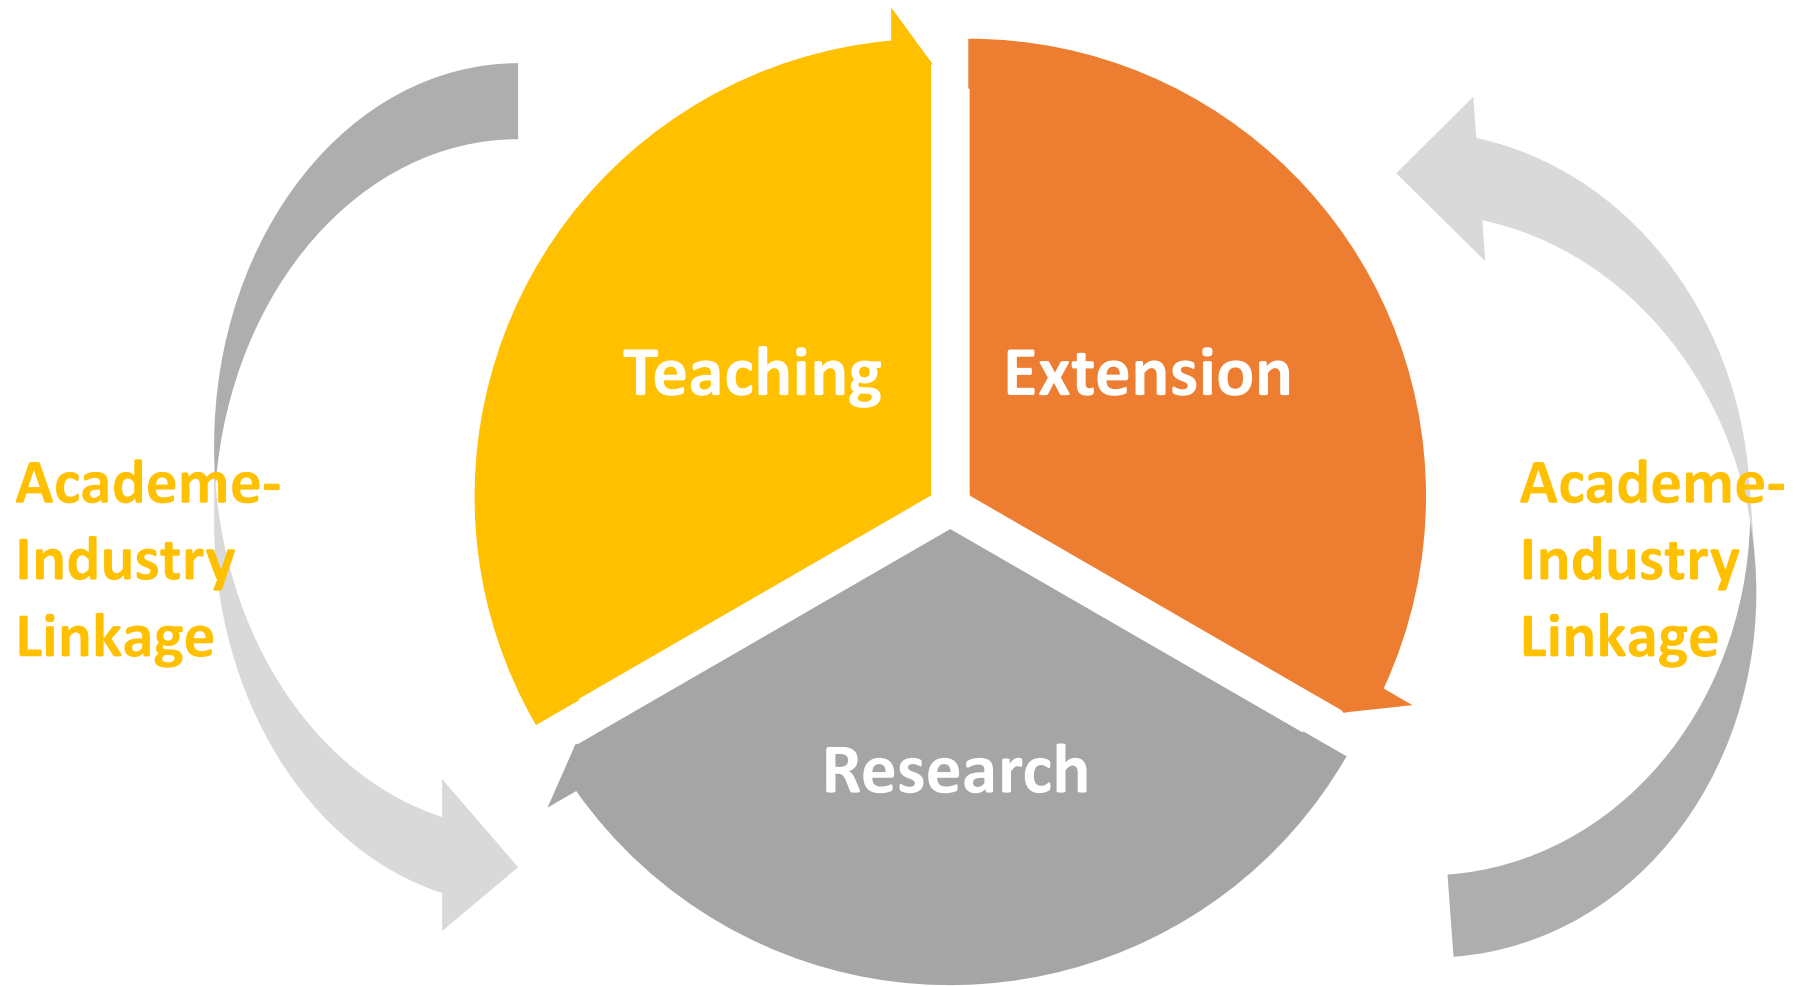 Teaching
Extension
Academe-
Industry
Linkage
Academe-
Industry
Linkage
Research